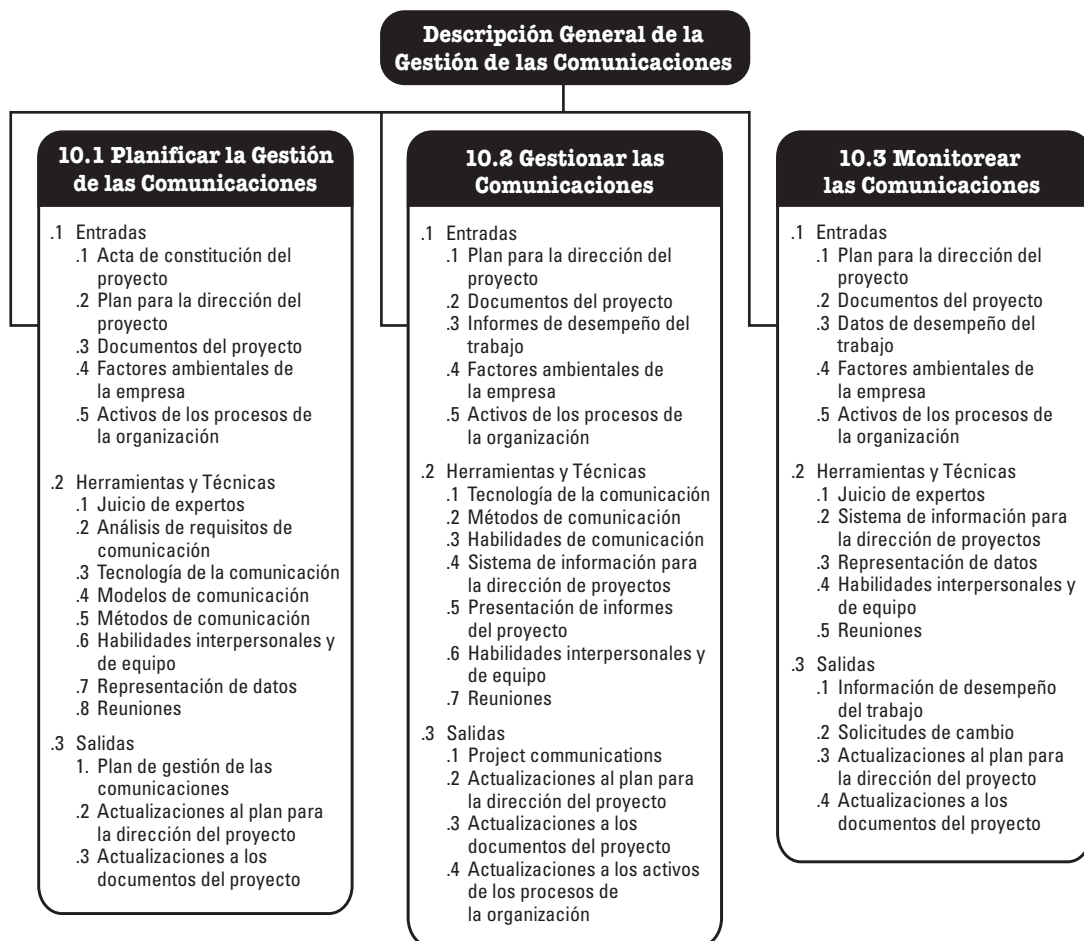 Descripción General de la
Gestión de las Comunicaciones
10.1 Planificar la Gestión
de las Comunicaciones
.1 Entradas
.1 Acta de constitución del
proyecto
.2 Plan para la dirección del
proyecto
.3 Documentos del proyecto
.4 Factores ambientales de
la empresa
.5 Activos de los procesos de
la organización
.2 Herramientas y Técnicas
.1 Juicio de expertos
.2 Análisis de requisitos de
comunicación
.3 Tecnología de la comunicación
.4 Modelos de comunicación
.5 Métodos de comunicación
.6 Habilidades interpersonales y
de equipo
.7 Representación de datos
.8 Reuniones
.3 Salidas
1. Plan de gestión de las
comunicaciones
.2 Actualizaciones al plan para
la dirección del proyecto
.3 Actualizaciones a los
documentos del proyecto
10.2 Gestionar las
Comunicaciones
.1 Entradas
.1 Plan para la dirección del
proyecto
.2 Documentos del proyecto
.3 Informes de desempeño del
trabajo
.4 Factores ambientales de
la empresa
.5 Activos de los procesos de
la organización
.2 Herramientas y Técnicas
.1 Tecnología de la comunicación
.2 Métodos de comunicación
.3 Habilidades de comunicación
.4 Sistema de información para
la dirección de proyectos
.5 Presentación de informes
del proyecto
.6 Habilidades interpersonales y
de equipo
.7 Reuniones
.3 Salidas
.1 Project communications
.2 Actualizaciones al plan para
la dirección del proyecto
.3 Actualizaciones a los
documentos del proyecto
.4 Actualizaciones a los activos
de los procesos de
la organización
10.3 Monitorear
las Comunicaciones
.1 Entradas
.1 Plan para la dirección del
proyecto
.2 Documentos del proyecto
.3 Datos de desempeño del
trabajo
.4 Factores ambientales de
la empresa
.5 Activos de los procesos de
la organización
.2 Herramientas y Técnicas
.1 Juicio de expertos
.2 Sistema de información para
la dirección de proyectos
.3 Representación de datos
.4 Habilidades interpersonales y
de equipo
.5 Reuniones
.3 Salidas
.1 Información de desempeño
del trabajo
.2 Solicitudes de cambio
.3 Actualizaciones al plan para
la dirección del proyecto
.4 Actualizaciones a los
documentos del proyecto